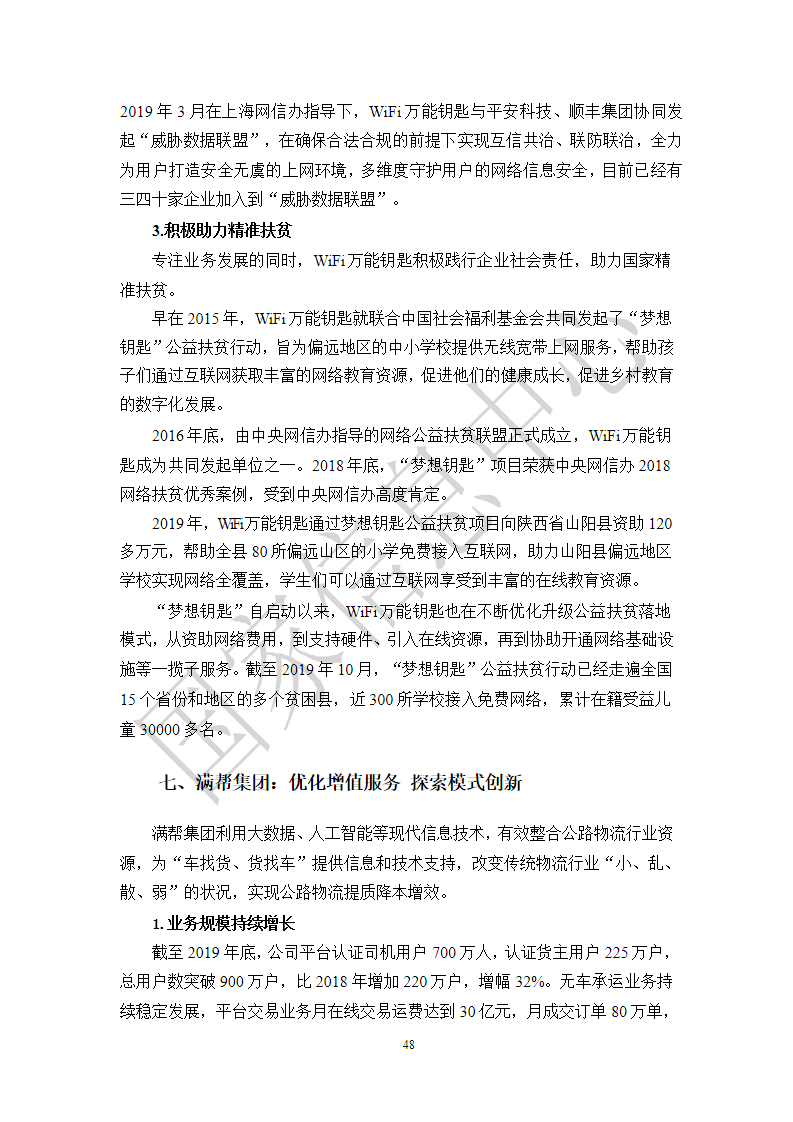 2019 年 3 月在上海网信办指导下，WiFi 万能钥匙与平安科技、顺丰集团协同发
起“威胁数据联盟”，在确保合法合规的前提下实现互信共治、联防联治，全力
为用户打造安全无虞的上网环境，多维度守护用户的网络信息安全，目前已经有
三四十家企业加入到“威胁数据联盟”。
3.积极助力精准扶贫
专注业务发展的同时，WiFi 万能钥匙积极践行企业社会责任，助力国家精
准扶贫。
早在 2015 年，WiFi 万能钥匙就联合中国社会福利基金会共同发起了“梦想
钥匙”公益扶贫行动，旨为偏远地区的中小学校提供无线宽带上网服务，帮助孩
子们通过互联网获取丰富的网络教育资源，促进他们的健康成长，促进乡村教育
的数字化发展。
2016 年底，由中央网信办指导的网络公益扶贫联盟正式成立，WiFi 万能钥
匙成为共同发起单位之一。2018 年底，“梦想钥匙”项目荣获中央网信办 2018
网络扶贫优秀案例，受到中央网信办高度肯定。
2019 年，WiFi 万能钥匙通过梦想钥匙公益扶贫项目向陕西省山阳县资助 120
多万元，帮助全县 80 所偏远山区的小学免费接入互联网，助力山阳县偏远地区
学校实现网络全覆盖，学生们可以通过互联网享受到丰富的在线教育资源。
“梦想钥匙”自启动以来，WiFi 万能钥匙也在不断优化升级公益扶贫落地
模式，从资助网络费用，到支持硬件、引入在线资源，再到协助开通网络基础设
施等一揽子服务。截至 2019 年 10 月，“梦想钥匙”公益扶贫行动已经走遍全国
15 个省份和地区的多个贫困县，近 300 所学校接入免费网络，累计在籍受益儿
童 30000 多名。
七、满帮集团：优化增值服务 探索模式创新
满帮集团利用大数据、人工智能等现代信息技术，有效整合公路物流行业资
源，为“车找货、货找车”提供信息和技术支持，改变传统物流行业“小、乱、
散、弱”的状况，实现公路物流提质降本增效。
1. 业务规模持续增长
截至 2019 年底，公司平台认证司机用户 700 万人，认证货主用户 225 万户，
总用户数突破 900 万户，比 2018 年增加 220 万户，增幅 32%。无车承运业务持
续稳定发展，平台交易业务月在线交易运费达到 30 亿元，月成交订单 80 万单，
48
国家信息中心